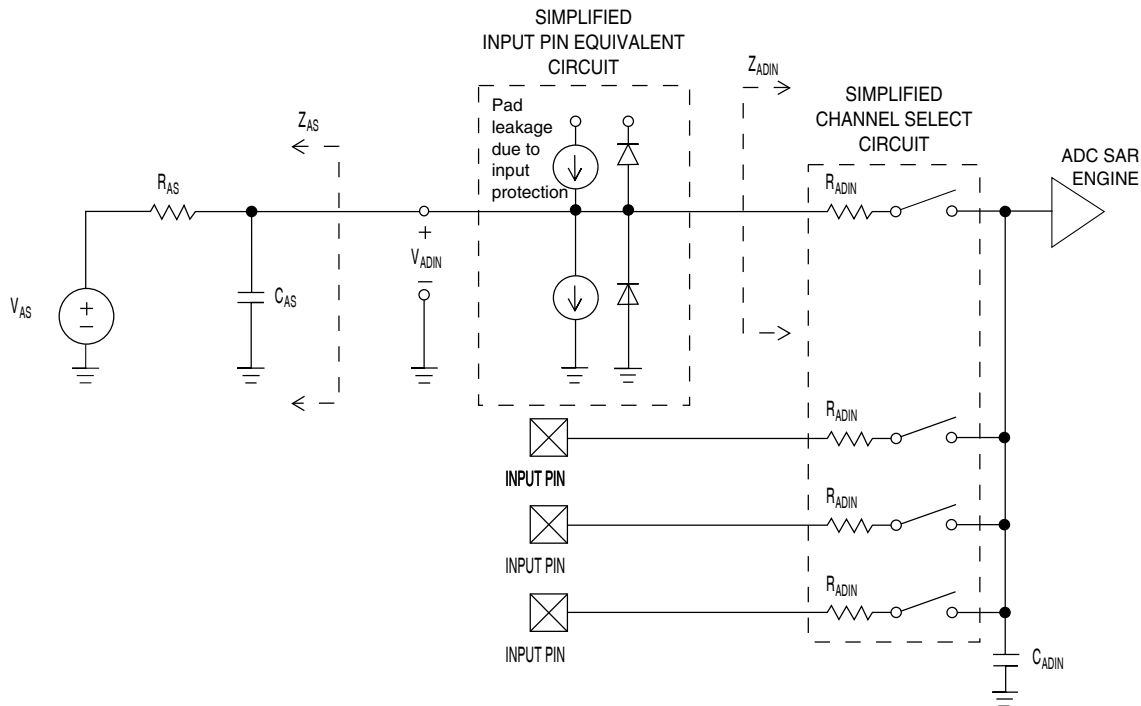 SIMPLIFIED
INPUT PIN EQUIVALENT
CIRCUIT
Pad
leakage
due to
input
protection
Z_ADIN
SIMPLIFIED
CHANNEL SELECT
CIRCUIT
ADC SAR
ENGINE
Z_AS
R_AS
R_ADIN
V_AS
+
–
C_AS
+
V_ADIN
–
R_ADIN
INPUT PIN
R_ADIN
INPUT PIN
R_ADIN
INPUT PIN
C_ADIN